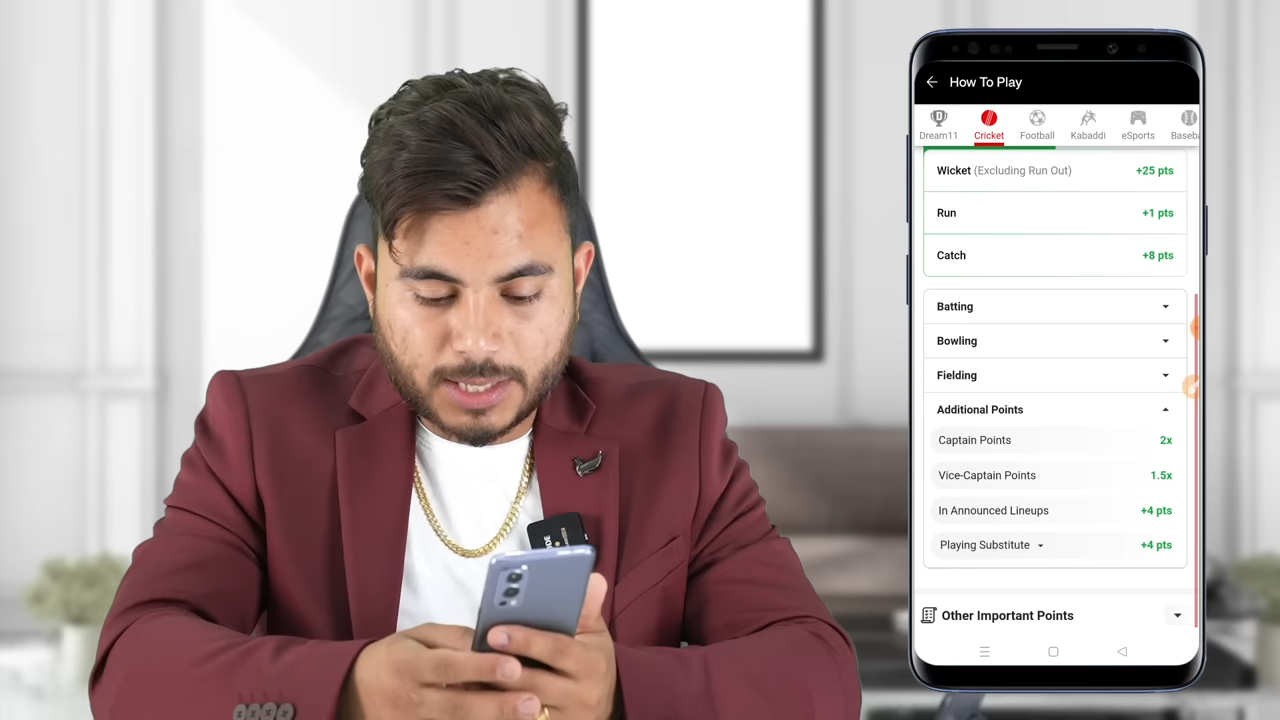 How To Play
Dream11 Cricket Football Kabaddi eSports Baseba
Wicket (Excluding Run Out) +25 pts
Run +1 pts
Catch +8 pts
Batting
Bowling
Fielding
Additional Points
Captain Points 2x
Vice-Captain Points 1.5x
In Announced Lineups +4 pts
Playing Substitute +4 pts
Other Important Points